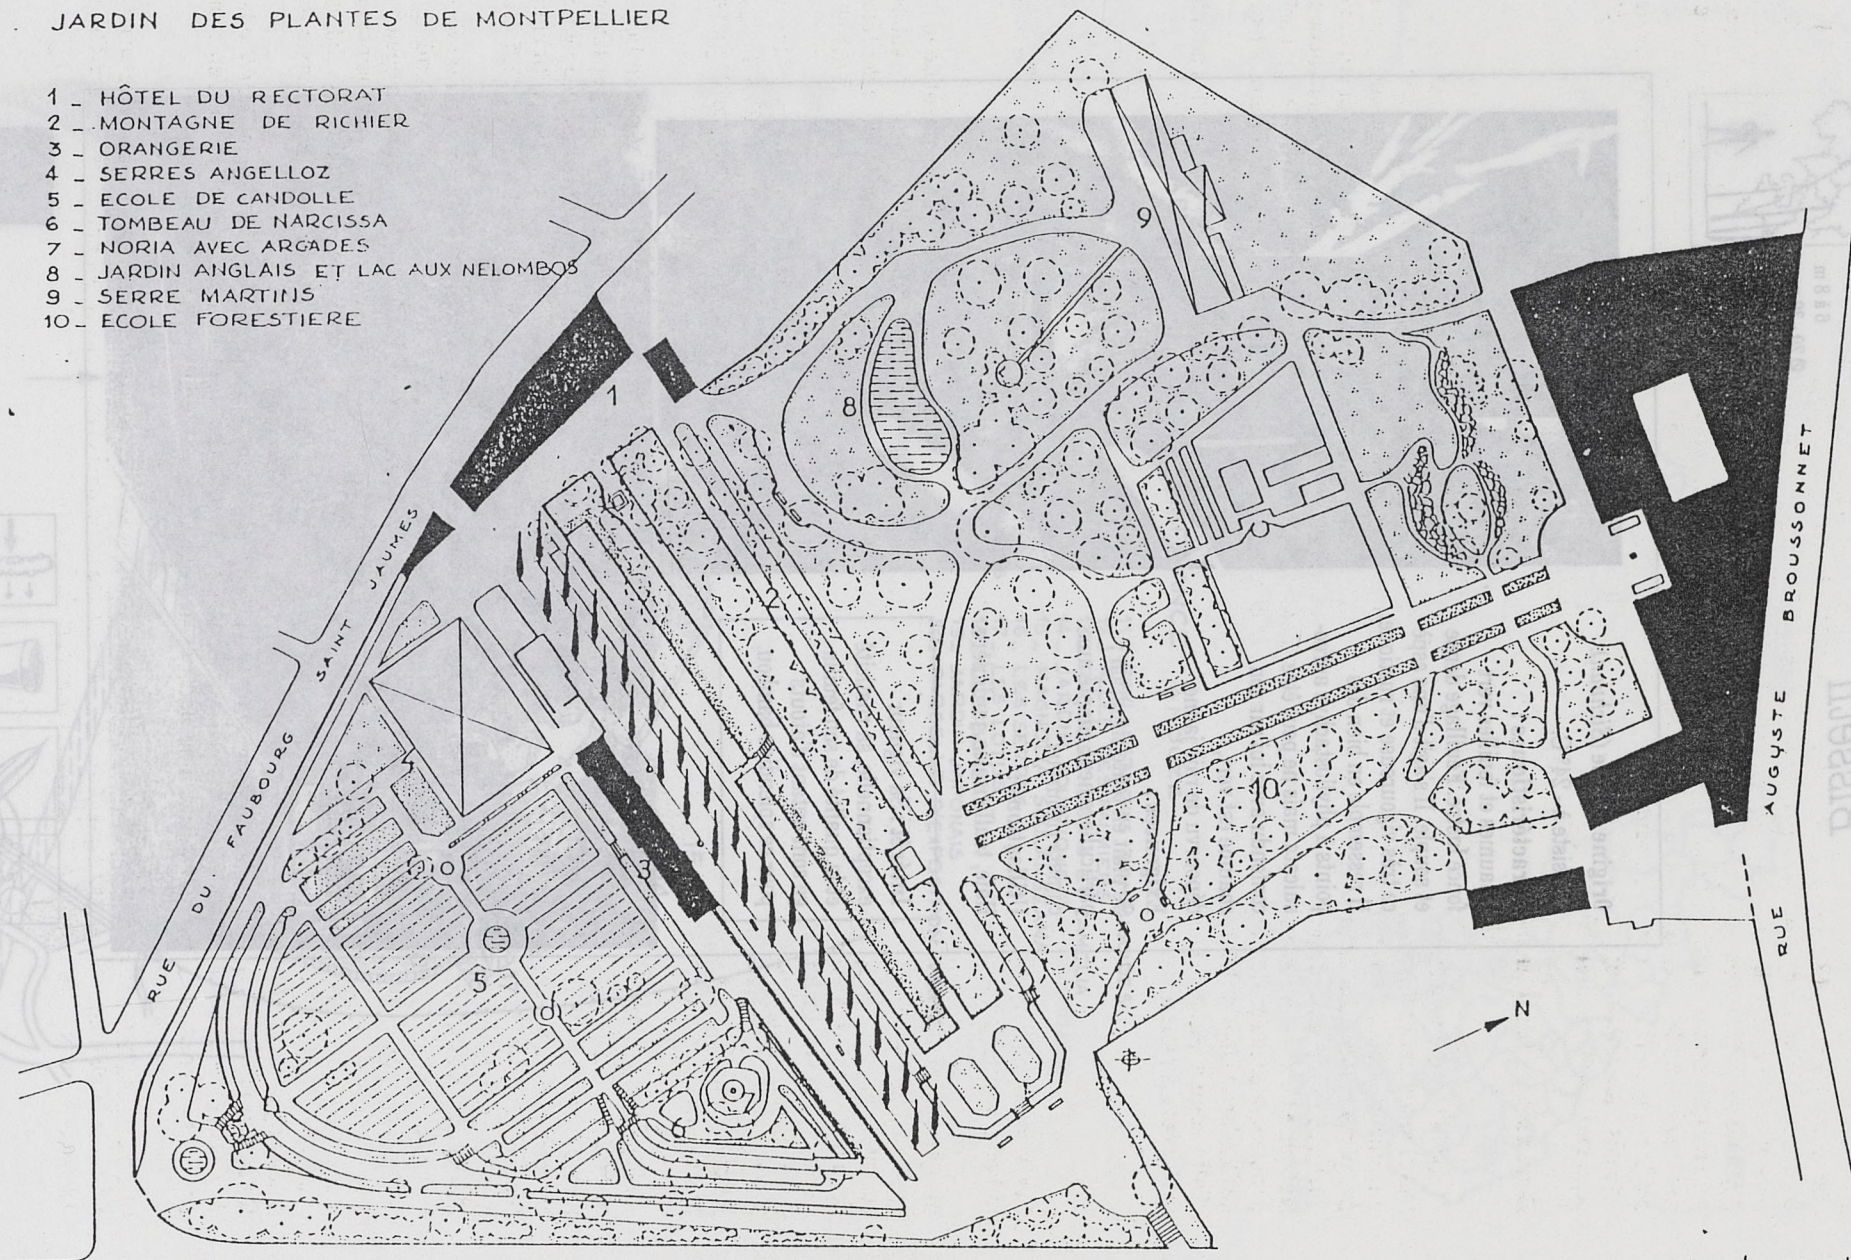 JARDIN DES PLANTES DE MONTPELLIER
1 _ HÔTEL DU RECTORAT
2 _ MONTAGNE DE RICHIER
3 _ ORANGERIE
4 _ SERRES ANGELLOZ
5 _ ECOLE DE CANDOLLE
6 _ TOMBEAU DE NARCISSA
7 _ NORIA AVEC ARCADES
8 _ JARDIN ANGLAIS ET LAC AUX NELOMBOS
9 _ SERRE MARTINS
10 _ ECOLE FORESTIERE
9
1
8
2
10
3
5
6
RUE DU FAUBOURG SAINT JAUMES
RUE AUGUSTE BROUSSONNET
N